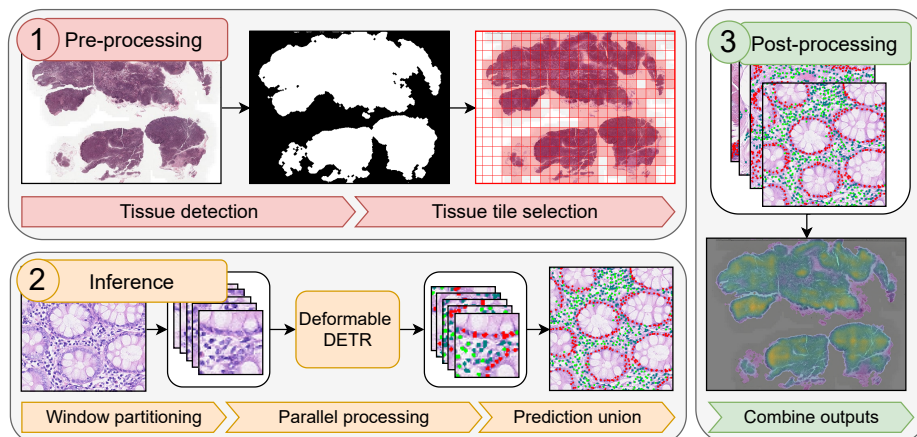 1 Pre-processing
Tissue detection
Tissue tile selection
2 Inference
Deformable
DETR
Window partitioning
Parallel processing
Prediction union
3 Post-processing
Combine outputs